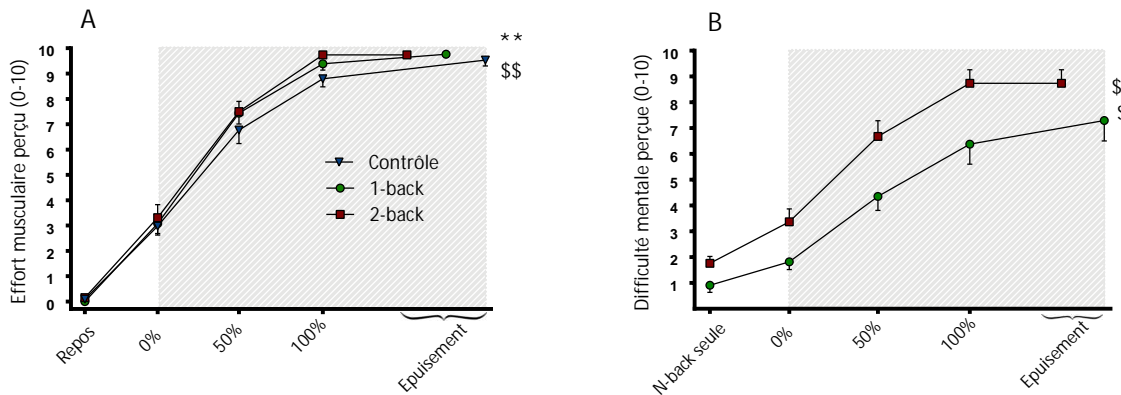 A
Effort musculaire perçu (0-10)
10
9
8
7
6
5
4
3
2
1
0
**
$$
Contrôle
1-back
2-back
Repos
0%
50%
100%
Epuisement
B
Difficulté mentale perçue (0-10)
10
9
8
7
6
5
4
3
2
1
$
N-back seule
0%
50%
100%
Epuisement